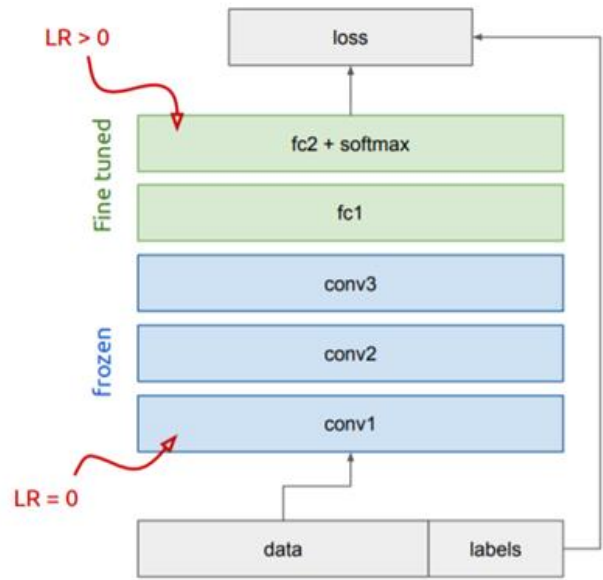 LR > 0
loss
Fine tuned
fc2 + softmax
fc1
conv3
frozen
conv2
conv1
LR = 0
data
labels